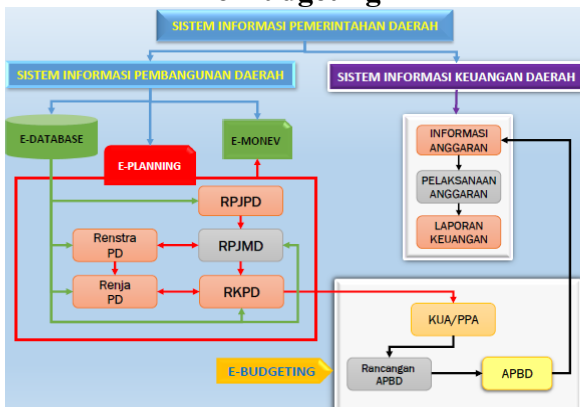 SISTEM INFORMASI PEMERINTAHAN DAERAH
SISTEM INFORMASI PEMBANGUNAN DAERAH
SISTEM INFORMASI KEUANGAN DAERAH
E-DATABASE
E-PLANNING
E-MONEV
INFORMASI
ANGGARAN
PELAKSANAAN
ANGGARAN
LAPORAN
KEUANGAN
RPJPD
Renstra
PD
RPJMD
Renja
PD
RKPD
KUA/PPA
E-BUDGETING
Rancangan
APBD
APBD